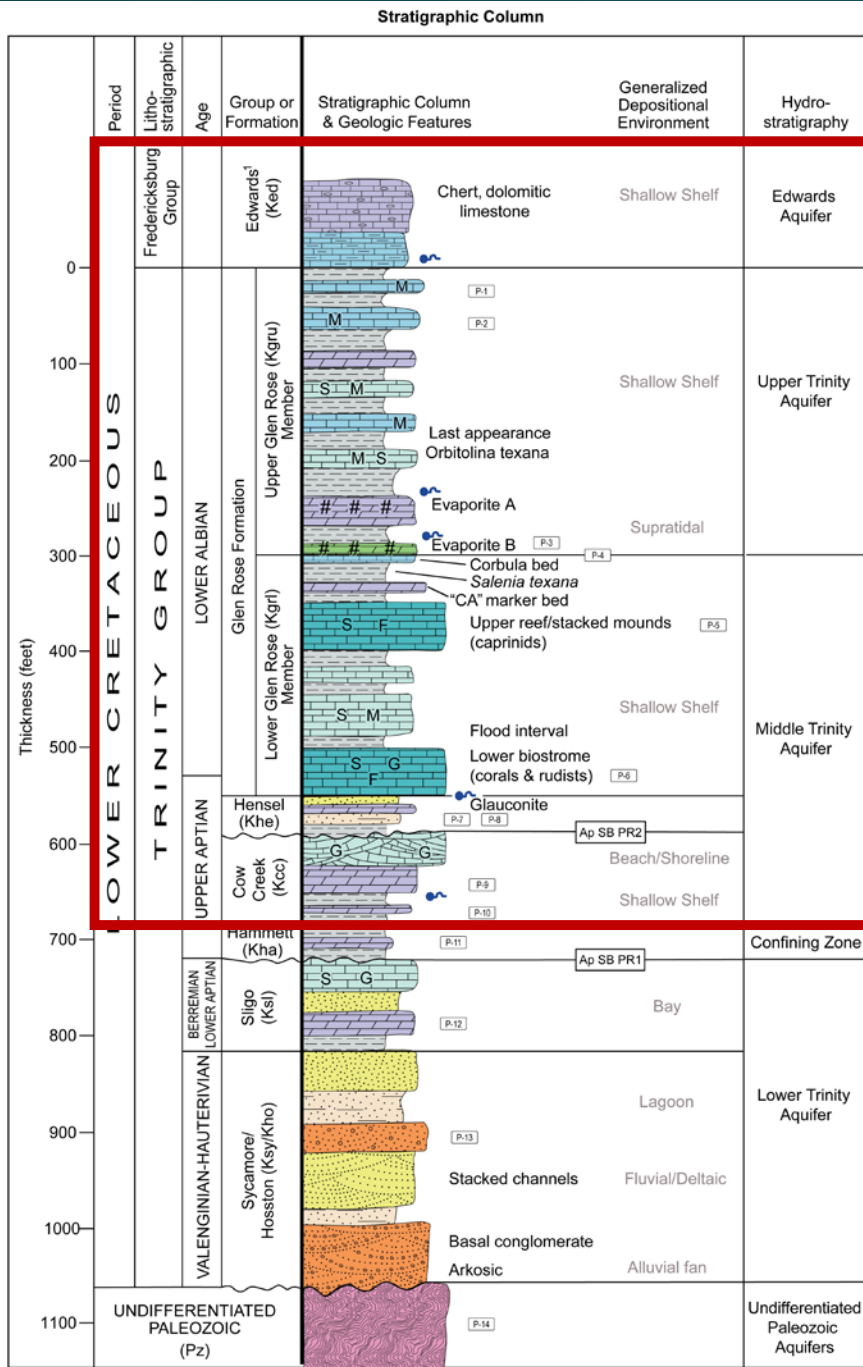 Stratigraphic Column
Period
Litho-
stratigraphic
Age
Group or
Formation
Stratigraphic Column
& Geologic Features
Generalized
Depositional
Environment
Hydro-
stratigraphy
Thickness (feet)
0
100
200
300
400
500
600
700
800
900
1000
1100
LOWER CRETACEOUS
Fredericksburg
Group
TRINITY GROUP
LOWER ALBIAN
UPPER APTIAN
BERREMIAN
LOWER APTIAN
VALENGINIAN-HAUTERIVIAN
Edwards¹
(Ked)
Chert, dolomitic
limestone
Shallow Shelf
Edwards
Aquifer
Glen Rose Formation
Upper Glen Rose (Kgru)
Member
M
P-1
M
P-2
S M
Shallow Shelf
Upper Trinity
Aquifer
M
Last appearance
Orbitolina texana
M S
# # #
Evaporite A
Supratidal
# # #
Evaporite B
P-3
P-4
Lower Glen Rose (Kgrl)
Member
Corbula bed
Salenia texana
"CA" marker bed
S F
Upper reef/stacked mounds
(caprinids)
P-5
S M
Shallow Shelf
Flood interval
Middle Trinity
Aquifer
S G
F
Lower biostrome
(corals & rudists)
P-6
Hensel
(Khe)
Glauconite
P-7
P-8
Ap SB PR2
Cow
Creek
(Kcc)
G G
Beach/Shoreline
P-9
Shallow Shelf
P-10
Hammett
(Kha)
P-11
Confining Zone
Ap SB PR1
Sligo
(Ksl)
S G
Bay
P-12
Sycamore/
Hosston (Ksy/Kho)
Lagoon
Lower Trinity
Aquifer
P-13
Stacked channels
Fluvial/Deltaic
Basal conglomerate
Arkosic
Alluvial fan
UNDIFFERENTIATED
PALEOZOIC
(Pz)
P-14
Undifferentiated
Paleozoic
Aquifers